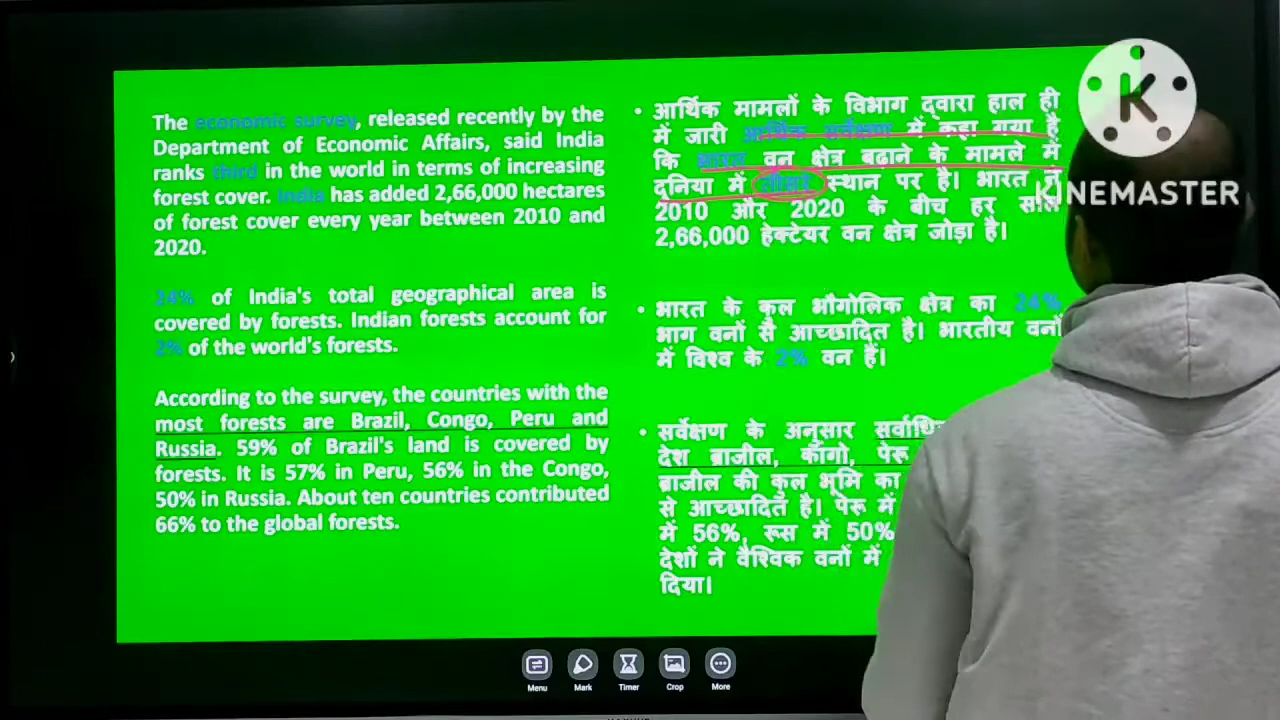 The economic survey, released recently by the
Department of Economic Affairs, said India
ranks third in the world in terms of increasing
forest cover. India has added 2,66,000 hectares
of forest cover every year between 2010 and
2020.
24% of India's total geographical area is
covered by forests. Indian forests account for
2% of the world's forests.
According to the survey, the countries with the
most forests are Brazil, Congo, Peru and
Russia. 59% of Brazil's land is covered by
forests. It is 57% in Peru, 56% in the Congo,
50% in Russia. About ten countries contributed
66% to the global forests.
• आर्थिक मामलों के विभाग द्वारा हाल ही
में जारी आर्थिक सर्वेक्षण में कहा गया है
कि भारत वन क्षेत्र बढ़ाने के मामले में
दुनिया में तीसरे स्थान पर है। भारत ने
2010 और 2020 के बीच हर साल
2,66,000 हेक्टेयर वन क्षेत्र जोड़ा है।
• भारत के कुल भौगोलिक क्षेत्र का 24%
भाग वनों से आच्छादित है। भारतीय वनों
में विश्व के 2% वन हैं।
• सर्वेक्षण के अनुसार
देश ब्राजील, कांगो, पेरू
ब्राजील की कुल भूमि का
से आच्छादित है। पेरू में
में 56%, रूस में 50%
देशों ने वैश्विक वनों में
दिया।
K
KINEMASTER
Menu
Mark
Timer
Crop
More